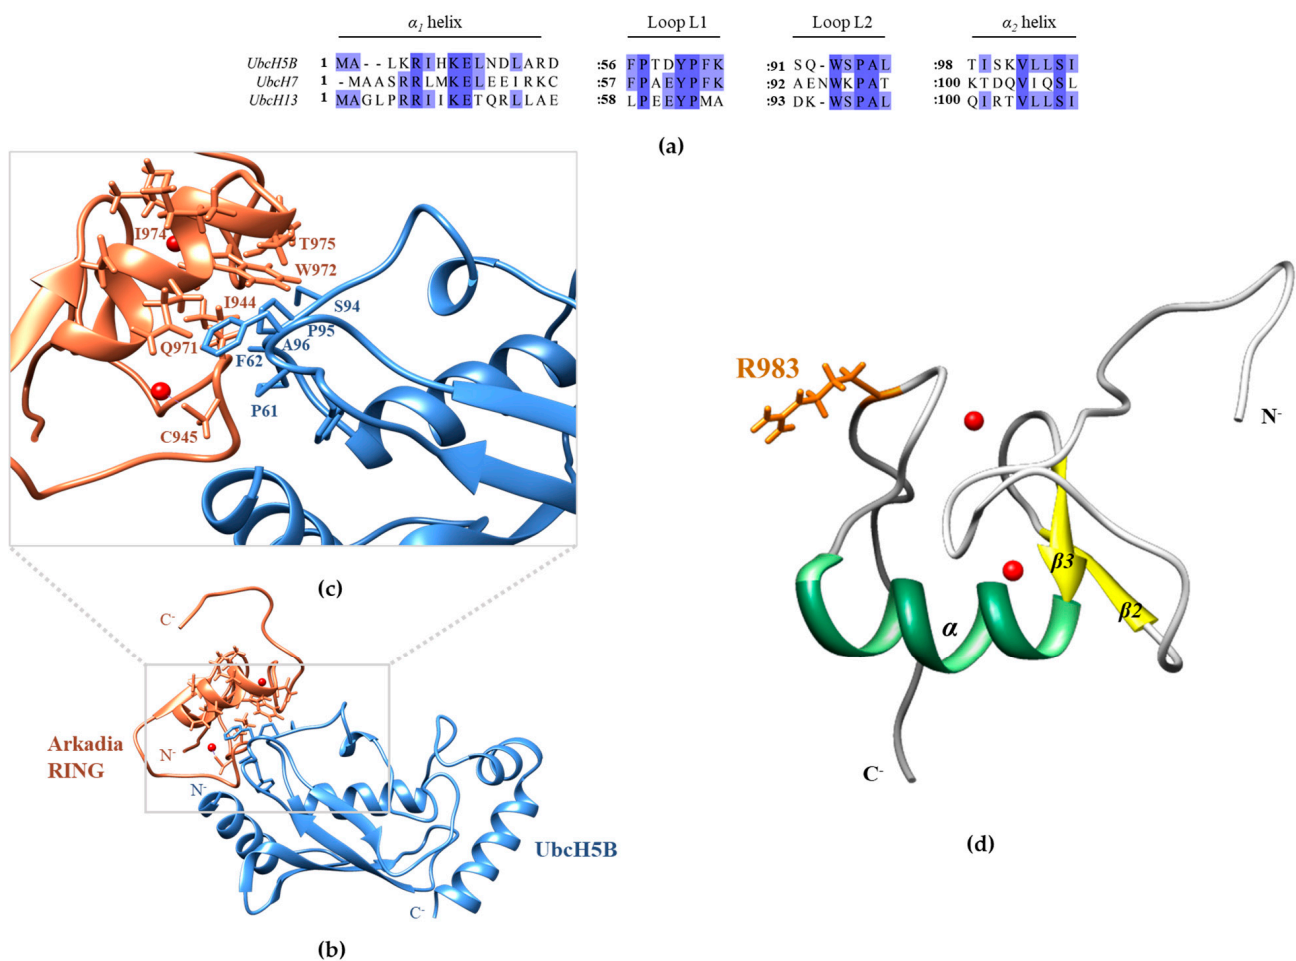 α1 helix Loop L1 Loop L2 α2 helix
UbcH5B 1 MA--LKRIHKELNDLARD :56 FPTDYPFK :91 SQ-WSPAL :98 TISKVLLSI
UbcH7 1 -MAASRRLMKELEEIRKC :57 FPAEYPFK :92 AENWKPAT :100 KTDQVIQSL
UbcH13 1 MAGLPRRIIKETQRLLAE :58 LPEEYPMA :93 DK-WSPAL :100 QIRTVLLSI
(a)
I974
T975
W972
I944
S94
P95
Q971
A96
F62
P61
C945
(c)
C-
Arkadia
RING
N-
N-
UbcH5B
C-
(b)
R983
N-
β3
β2
α
C-
(d)